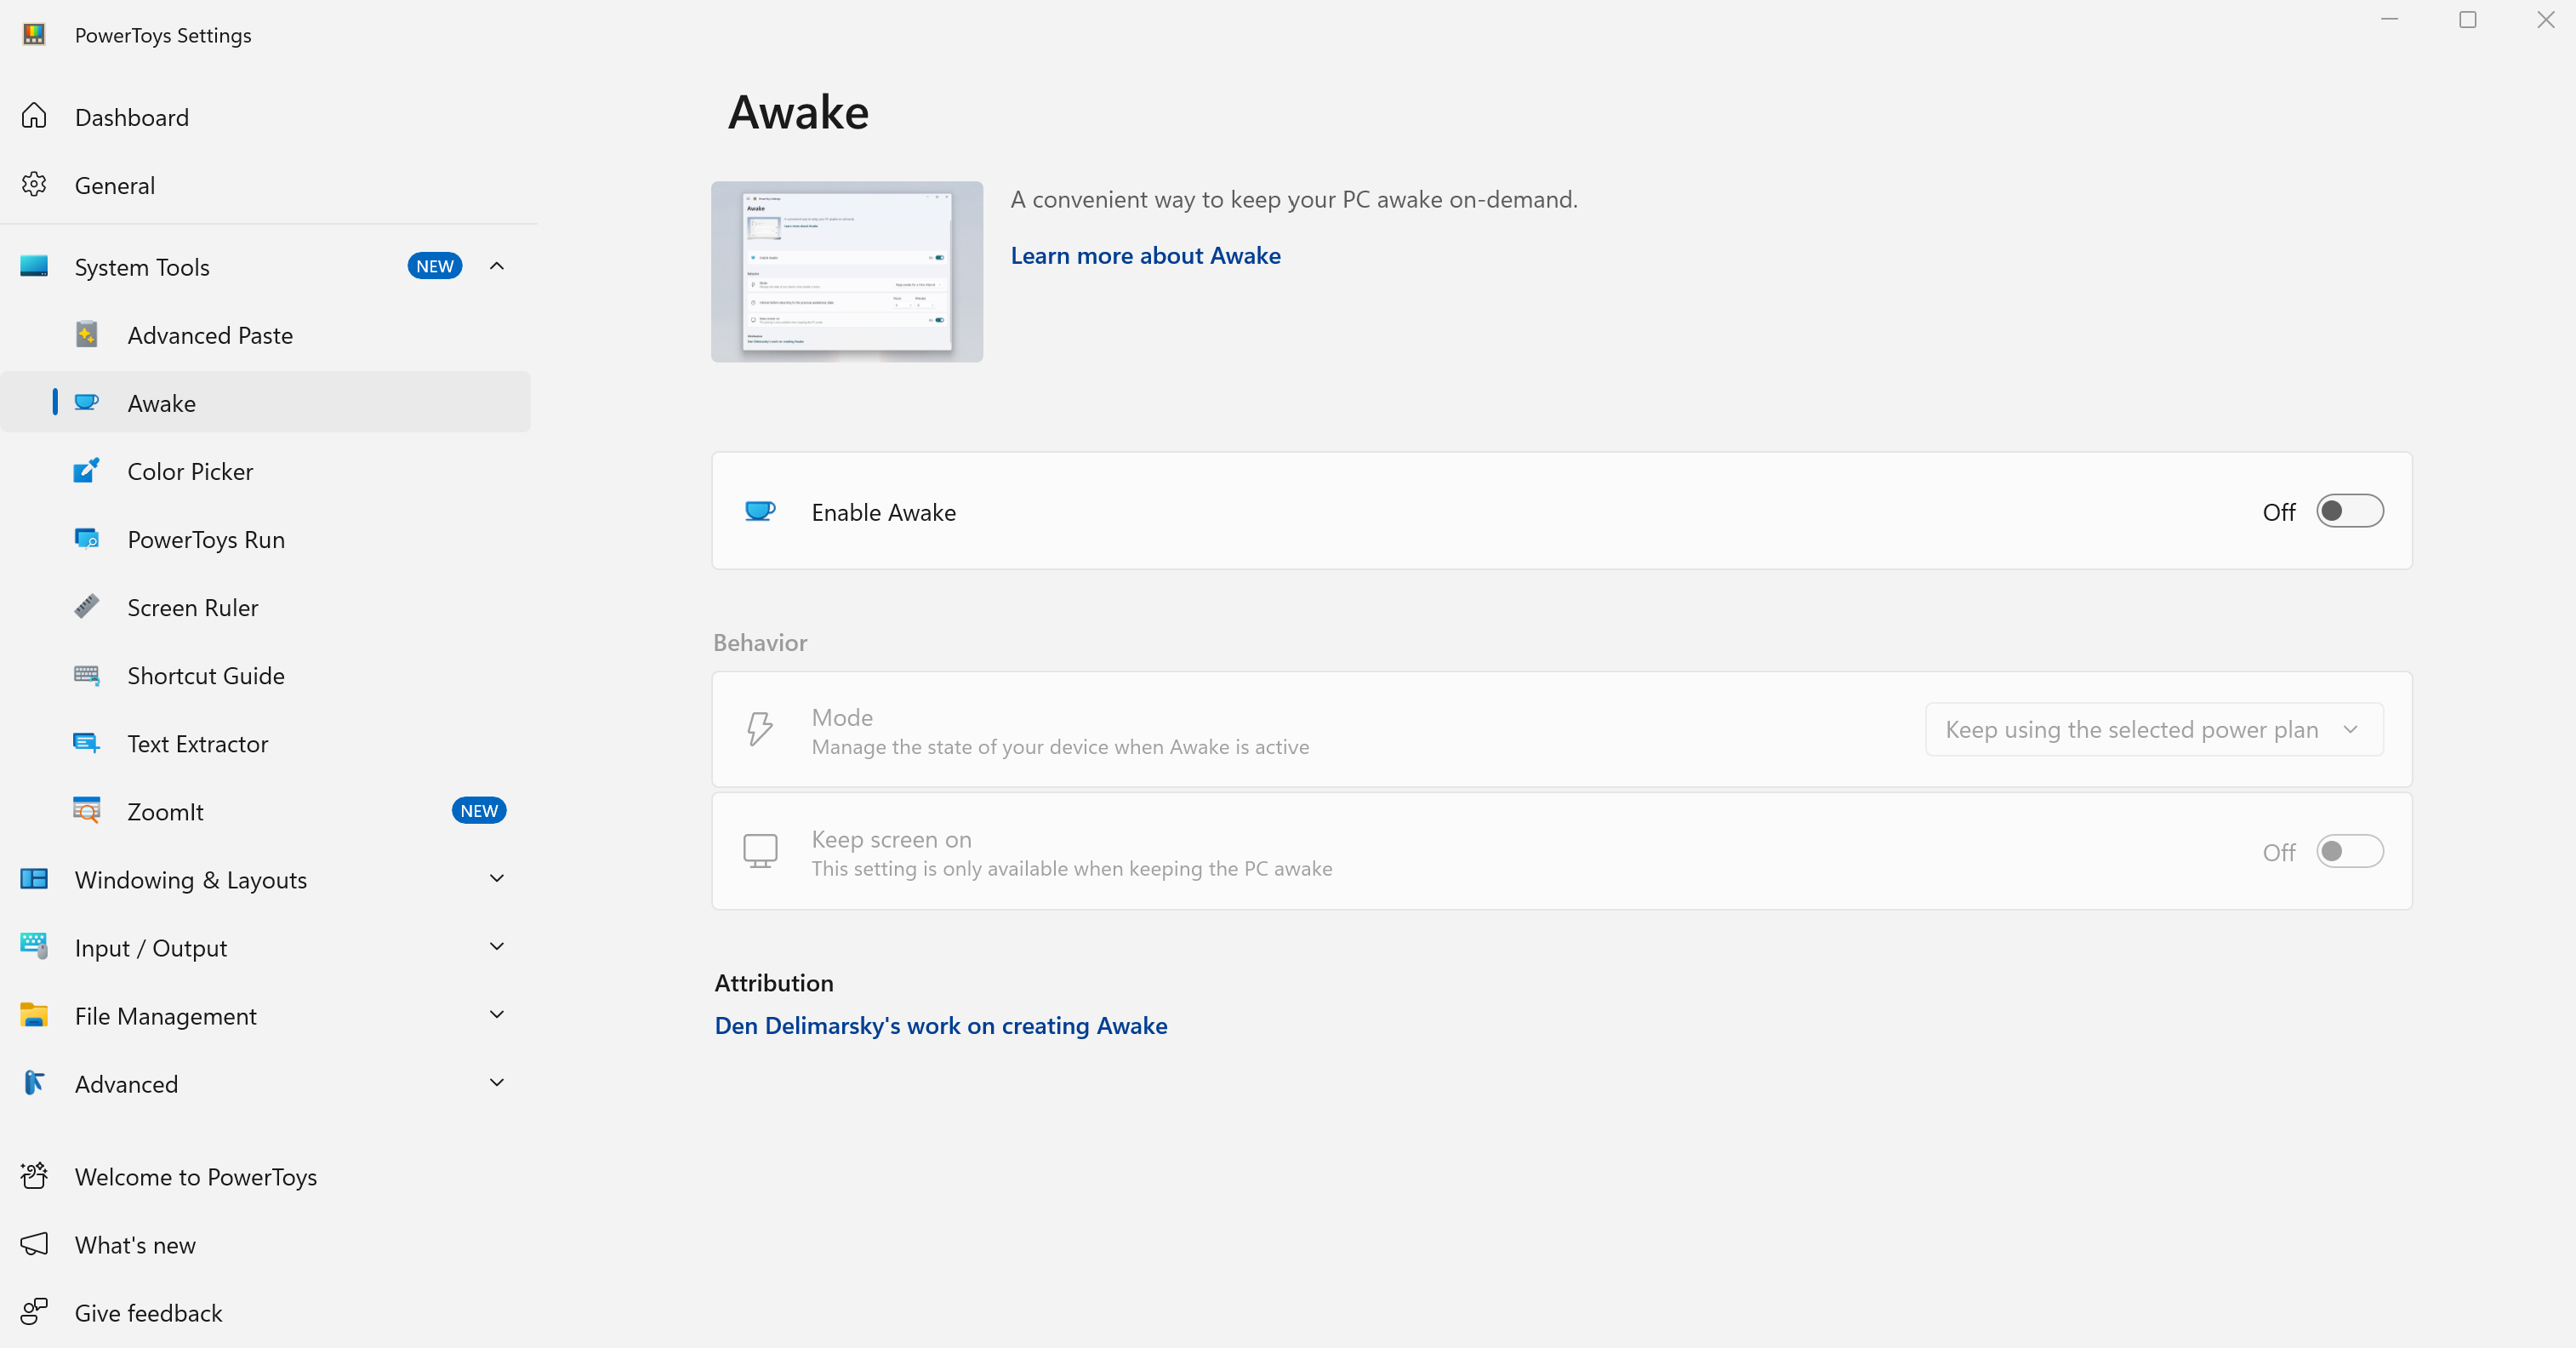 PowerToys Settings
Dashboard
General
System Tools NEW
Advanced Paste
Awake
Color Picker
PowerToys Run
Screen Ruler
Shortcut Guide
Text Extractor
ZoomIt NEW
Windowing & Layouts
Input / Output
File Management
Advanced
Welcome to PowerToys
What's new
Give feedback
Awake
A convenient way to keep your PC awake on-demand.
Learn more about Awake
Enable Awake Off
Behavior
Mode
Manage the state of your device when Awake is active
Keep using the selected power plan
Keep screen on
This setting is only available when keeping the PC awake
Off
Attribution
Den Delimarsky's work on creating Awake